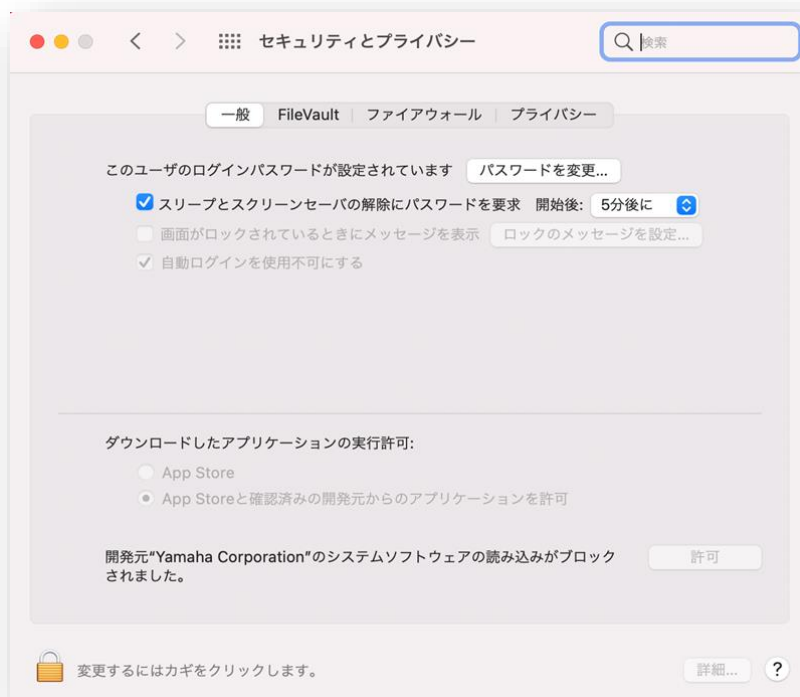 セキュリティとプライバシー
検索
一般 FileVault ファイアウォール プライバシー
このユーザのログインパスワードが設定されています パスワードを変更...
スリープとスクリーンセーバの解除にパスワードを要求 開始後: 5分後に
画面がロックされているときにメッセージを表示 ロックのメッセージを設定...
自動ログインを使用不可にする
ダウンロードしたアプリケーションの実行許可:
App Store
App Storeと確認済みの開発元からのアプリケーションを許可
開発元"Yamaha Corporation"のシステムソフトウェアの読み込みがブロック
されました。 許可
変更するにはカギをクリックします。 詳細... ?